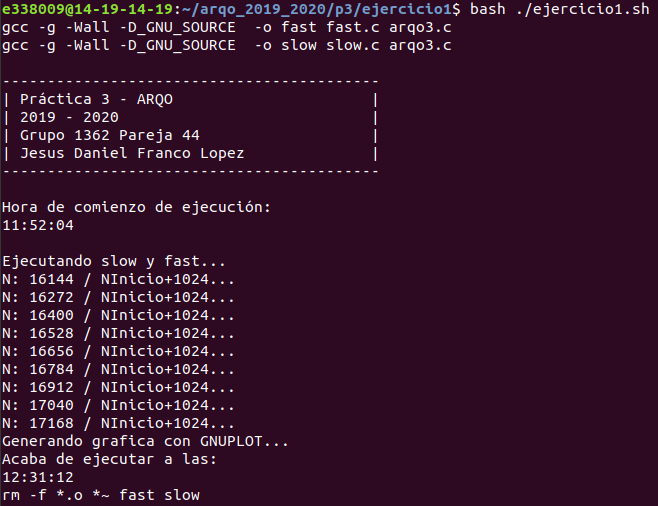 e338009@14-19-14-19:~/arqo_2019_2020/p3/ejercicio1$ bash ./ejercicio1.sh
gcc -g -Wall -D_GNU_SOURCE  -o fast fast.c arqo3.c
gcc -g -Wall -D_GNU_SOURCE  -o slow slow.c arqo3.c
------------------------------------------
| Práctica 3 - ARQO                      |
| 2019 - 2020                            |
| Grupo 1362 Pareja 44                   |
| Jesus Daniel Franco Lopez              |
------------------------------------------
Hora de comienzo de ejecución:
11:52:04
Ejecutando slow y fast...
N: 16144 / NInicio+1024...
N: 16272 / NInicio+1024...
N: 16400 / NInicio+1024...
N: 16528 / NInicio+1024...
N: 16656 / NInicio+1024...
N: 16784 / NInicio+1024...
N: 16912 / NInicio+1024...
N: 17040 / NInicio+1024...
N: 17168 / NInicio+1024...
Generando grafica con GNUPLOT...
Acaba de ejecutar a las:
12:31:12
rm -f *.o *~ fast slow